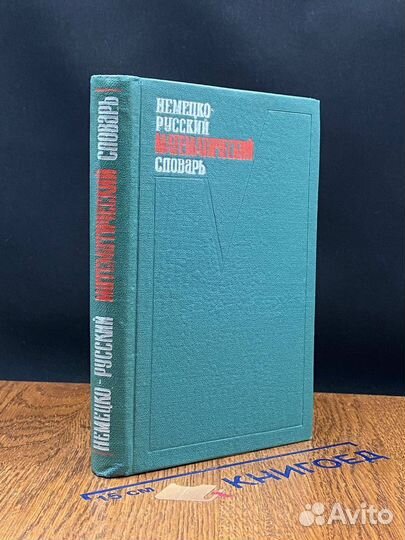 НЕМЕЦКО-
РУССКИЙ
МАТЕМАТИЧЕСКИЙ
СЛОВАРЬ
НЕМЕЦКО-РУССКИЙ МАТЕМАТИЧЕСКИЙ СЛОВАРЬ
15 СМ
КНИГОЕД
Avito